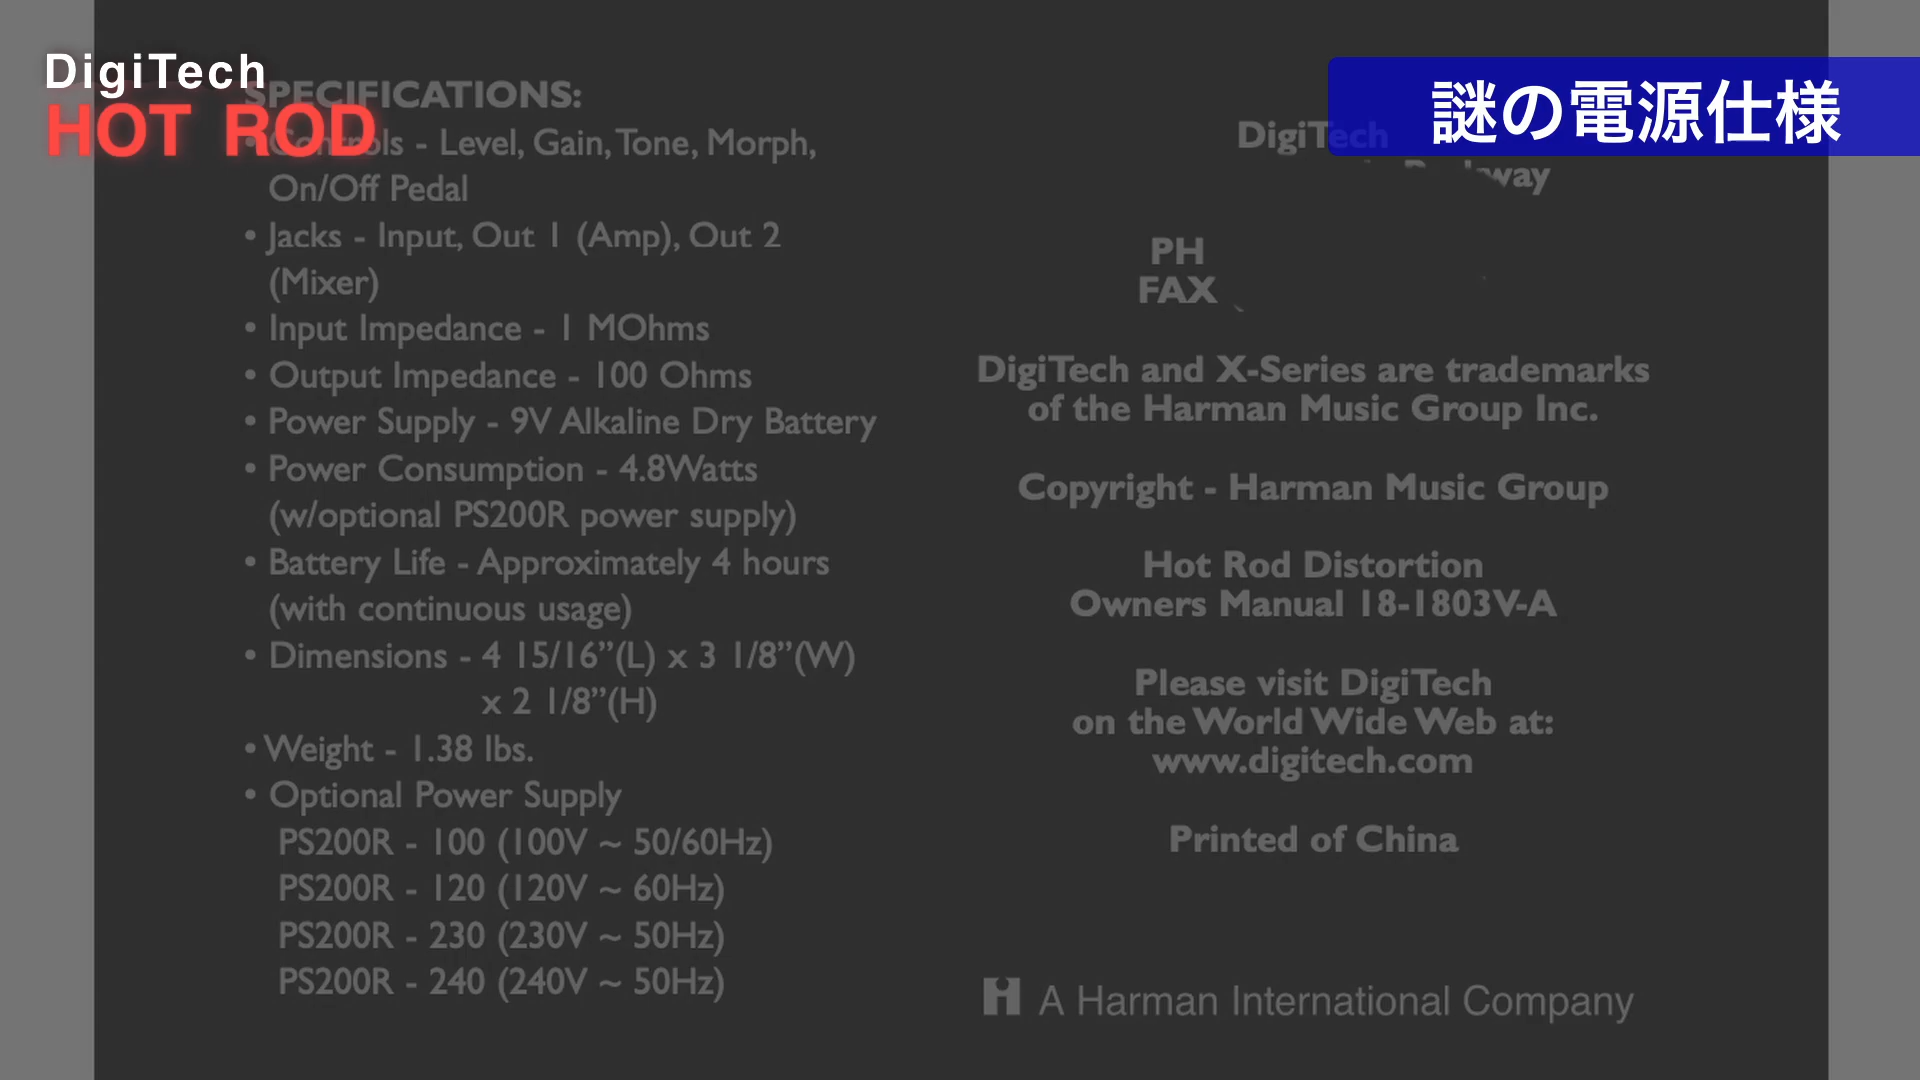 DigiTech
HOT ROD
謎の電源仕様
SPECIFICATIONS:
• Controls - Level, Gain, Tone, Morph,
On/Off Pedal
• Jacks - Input, Out 1 (Amp), Out 2
(Mixer)
• Input Impedance - 1 MOhms
• Output Impedance - 100 Ohms
• Power Supply - 9V Alkaline Dry Battery
• Power Consumption - 4.8Watts
(w/optional PS200R power supply)
• Battery Life - Approximately 4 hours
(with continuous usage)
• Dimensions - 4 15/16”(L) x 3 1/8”(W)
x 2 1/8”(H)
• Weight - 1.38 lbs.
• Optional Power Supply
PS200R - 100 (100V ~ 50/60Hz)
PS200R - 120 (120V ~ 60Hz)
PS200R - 230 (230V ~ 50Hz)
PS200R - 240 (240V ~ 50Hz)
DigiTech
PH
FAX
DigiTech and X-Series are trademarks
of the Harman Music Group Inc.
Copyright - Harman Music Group
Hot Rod Distortion
Owners Manual 18-1803V-A
Please visit DigiTech
on the World Wide Web at:
www.digitech.com
Printed of China
A Harman International Company